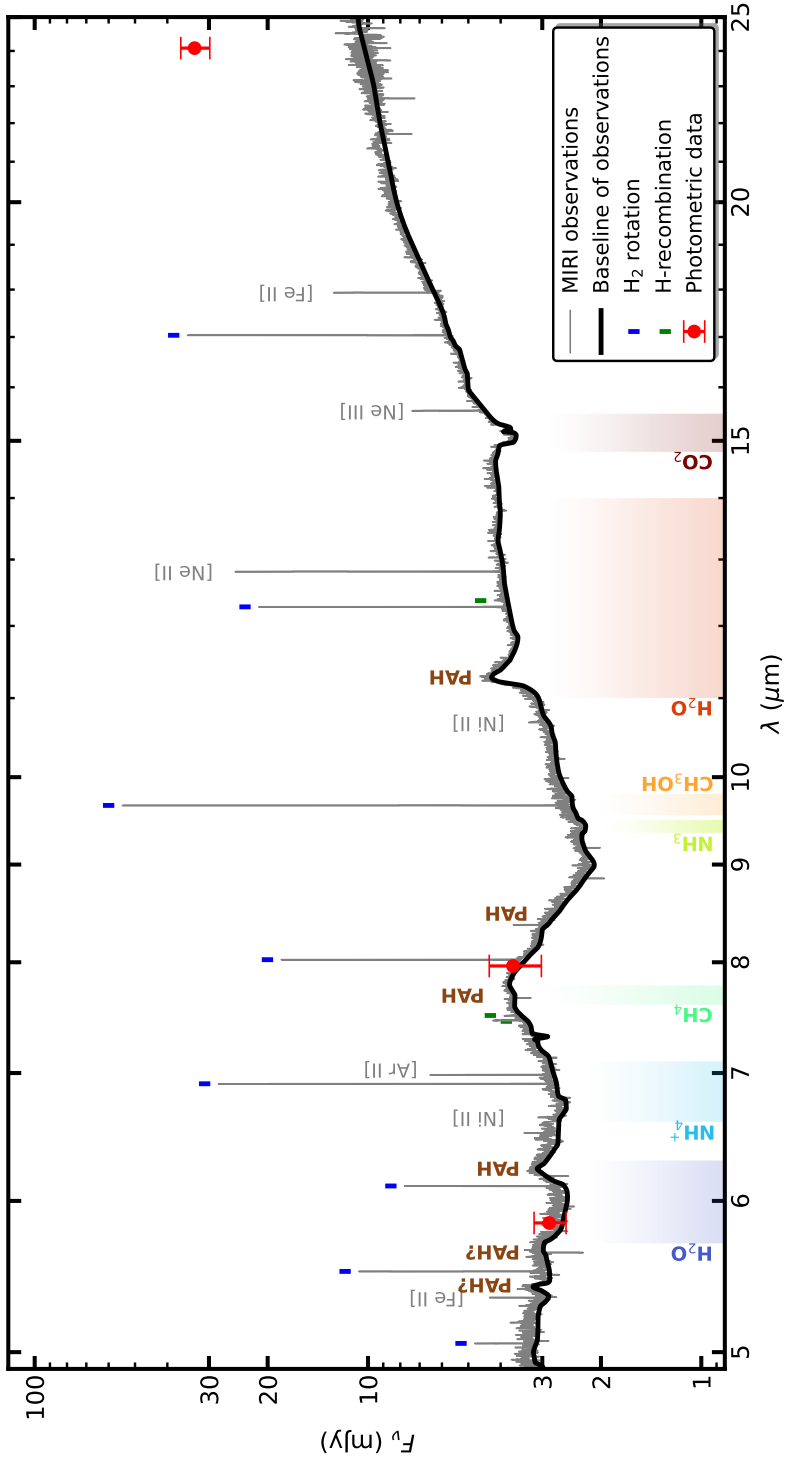 100
30
20
10
3
2
1
F_ν (mJy)
[Fe II]
PAH?
PAH?
PAH
[Ni II]
[Ar II]
PAH
PAH
[Ni II]
PAH
[Ne II]
[Ne III]
[Fe II]
H₂O
NH₄⁺
CH₄
NH₃
CH₃OH
H₂O
CO₂
MIRI observations
Baseline of observations
H₂ rotation
H-recombination
Photometric data
5
6
7
8
9
10
15
20
25
λ (μm)